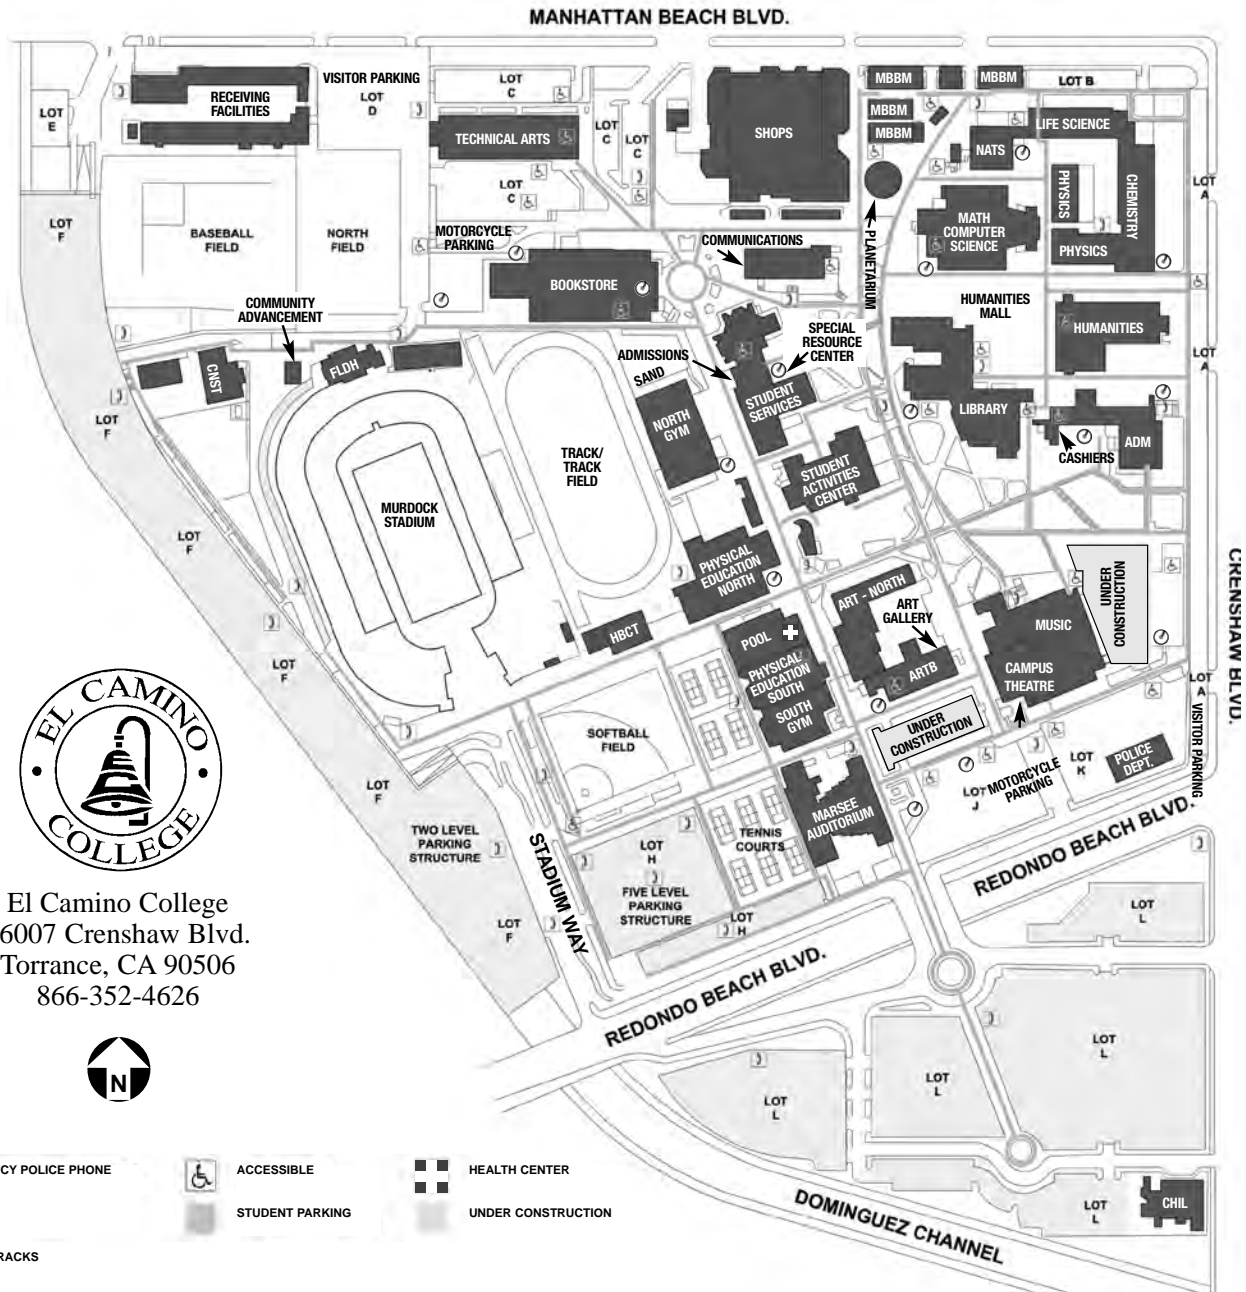 MANHATTAN BEACH BLVD.
VISITOR PARKING
LOT
D
LOT
C
LOT
E
RECEIVING
FACILITIES
TECHNICAL ARTS
LOT
C
LOT
C
LOT
C
SHOPS
MBBM
MBBM
LOT B
MBBM
MBBM
LIFE SCIENCE
NATS
PHYSICS
CHEMISTRY
LOT
A
LOT
F
BASEBALL
FIELD
NORTH
FIELD
MOTORCYCLE
PARKING
COMMUNICATIONS
PLANETARIUM
MATH
COMPUTER
SCIENCE
PHYSICS
BOOKSTORE
COMMUNITY
ADVANCEMENT
HUMANITIES
MALL
HUMANITIES
SPECIAL
RESOURCE
CENTER
ADMISSIONS
LOT
A
CNST
FLDH
SAND
STUDENT
SERVICES
NORTH
GYM
LIBRARY
ADM
CASHIERS
LOT
F
TRACK/
TRACK
FIELD
STUDENT
ACTIVITIES
CENTER
MURDOCK
STADIUM
LOT
F
PHYSICAL
EDUCATION
NORTH
UNDER
CONSTRUCTION
CRENSHAW BLVD.
ART - NORTH
ART
GALLERY
ARTB
HBCT
POOL
PHYSICAL
EDUCATION
SOUTH
SOUTH
GYM
MUSIC
CAMPUS
THEATRE
LOT
F
LOT
A
VISITOR PARKING
UNDER
CONSTRUCTION
SOFTBALL
FIELD
MOTORCYCLE
PARKING
LOT
K
POLICE
DEPT.
LOT
J
LOT
F
MARSEE
AUDITORIUM
TENNIS
COURTS
TWO LEVEL
PARKING
STRUCTURE
STADIUM WAY
LOT
H
FIVE LEVEL
PARKING
STRUCTURE
LOT
H
LOT
F
REDONDO BEACH BLVD.
REDONDO BEACH BLVD.
LOT
L
LOT
L
LOT
L
LOT
L
LOT
L
CHIL
DOMINGUEZ CHANNEL
EL CAMINO
COLLEGE
El Camino College
6007 Crenshaw Blvd.
Torrance, CA 90506
866-352-4626
N
CY POLICE PHONE
ACCESSIBLE
HEALTH CENTER
STUDENT PARKING
UNDER CONSTRUCTION
RACKS